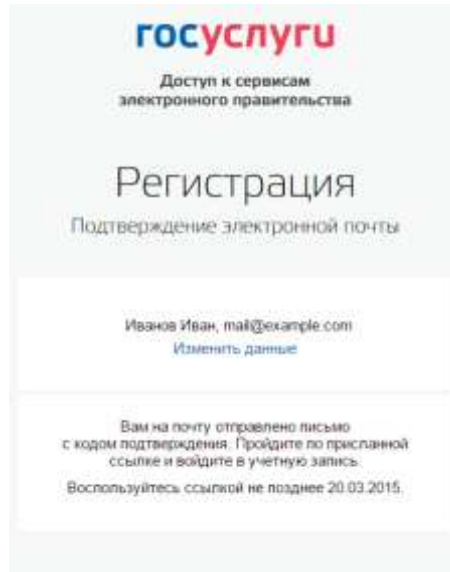 госуслуги
Доступ к сервисам
электронного правительства
Регистрация
Подтверждение электронной почты
Иванов Иван, mail@example.com
Изменить данные
Вам на почту отправлено письмо
с кодом подтверждения. Пройдите по присланной
ссылке и войдите в учетную запись.
Воспользуйтесь ссылкой не позднее 20.03.2015.